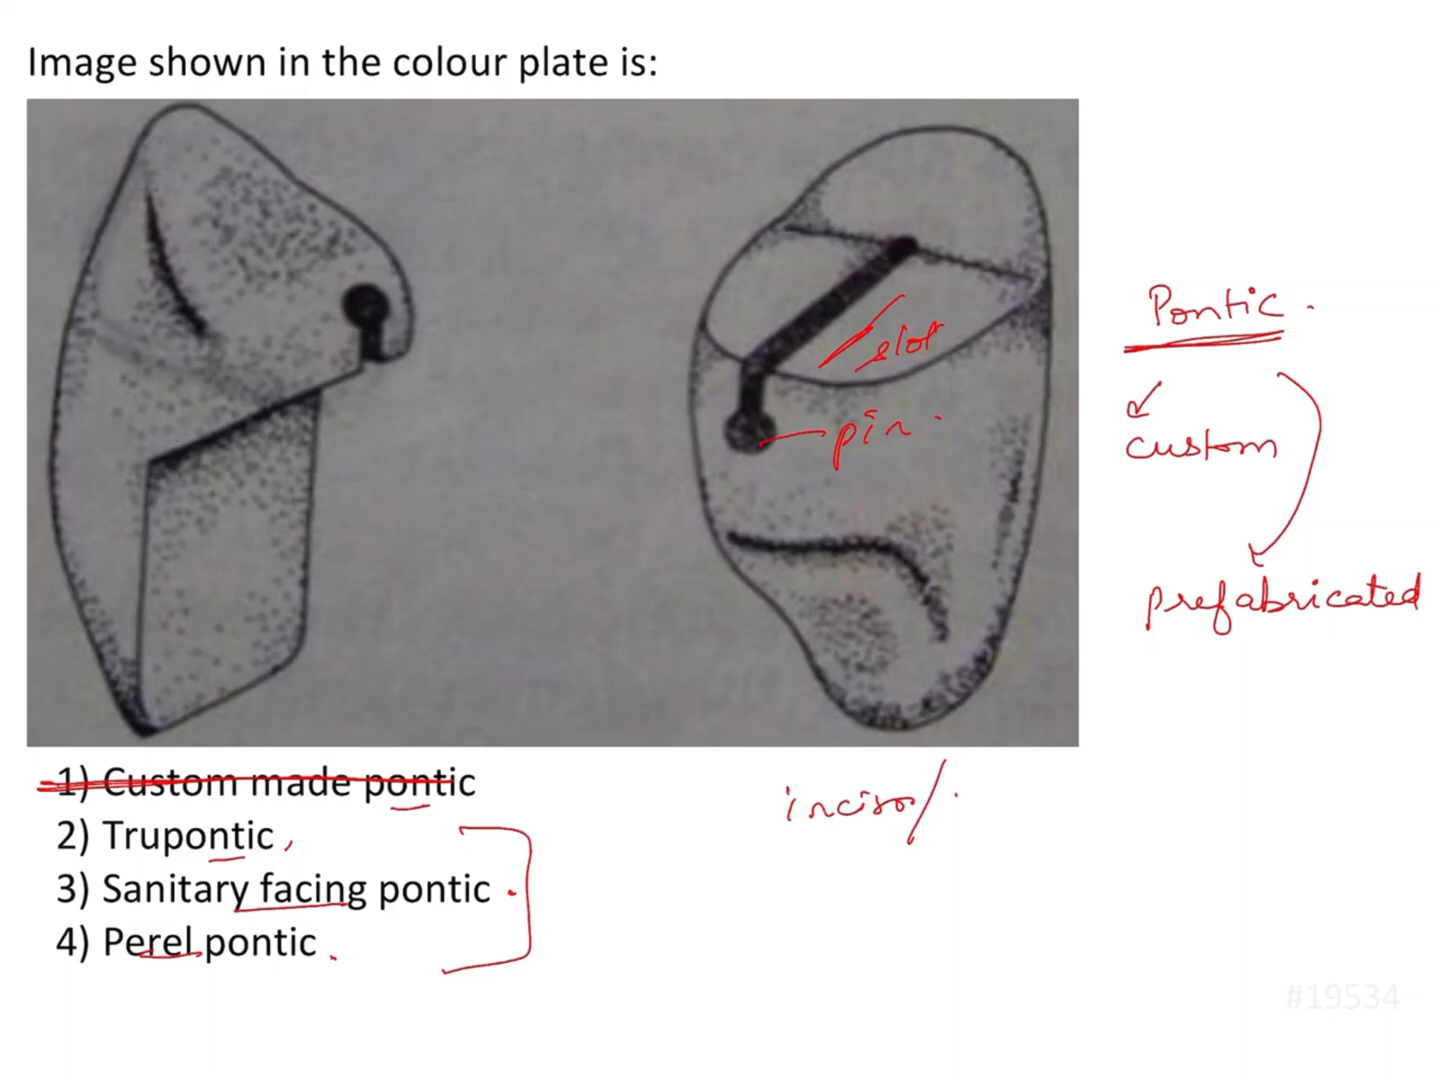 Image shown in the colour plate is:
slot
pin
Pontic
custom
prefabricated
1) Custom made pontic
2) Trupontic
3) Sanitary facing pontic
4) Perel pontic
incisor
#19534